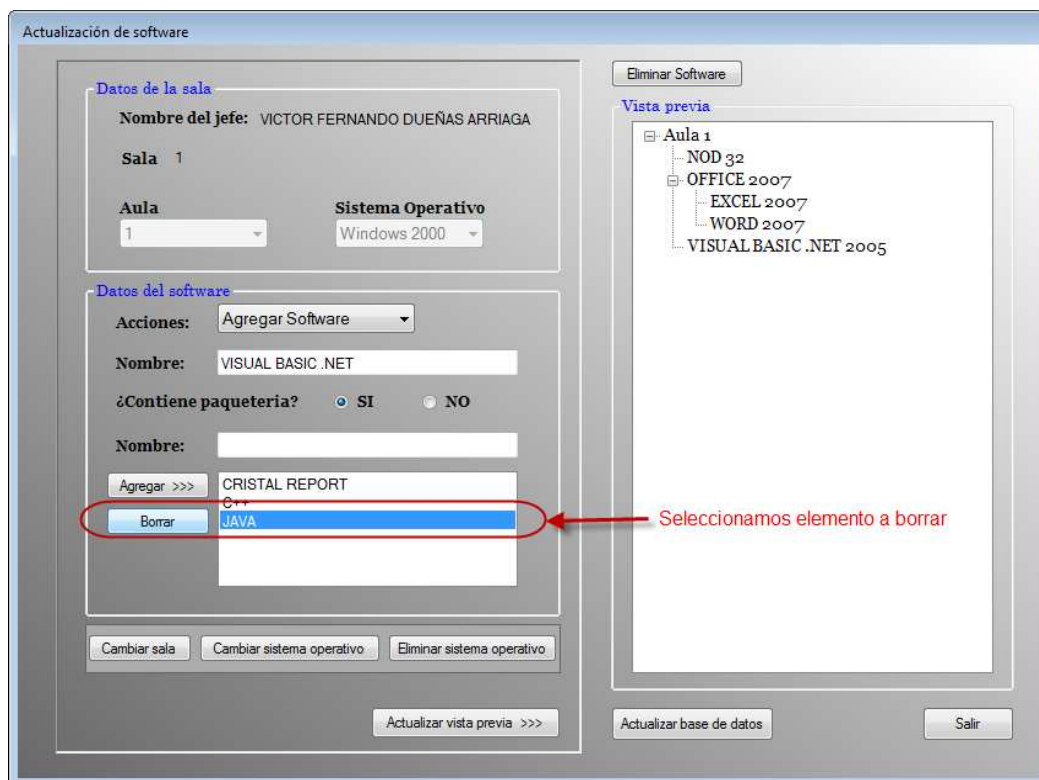 Actualización de software
Datos de la sala
Nombre del jefe: VICTOR FERNANDO DUEÑAS ARRIAGA
Sala 1
Aula Sistema Operativo
1 Windows 2000
Datos del software
Acciones: Agregar Software
Nombre: VISUAL BASIC .NET
¿Contiene paqueteria? SI NO
Nombre:
Agregar >>> CRISTAL REPORT
C++
Borrar JAVA
Seleccionamos elemento a borrar
Cambiar sala Cambiar sistema operativo Eliminar sistema operativo
Actualizar vista previa >>>
Eliminar Software
Vista previa
Aula 1
NOD 32
OFFICE 2007
EXCEL 2007
WORD 2007
VISUAL BASIC .NET 2005
Actualizar base de datos Salir